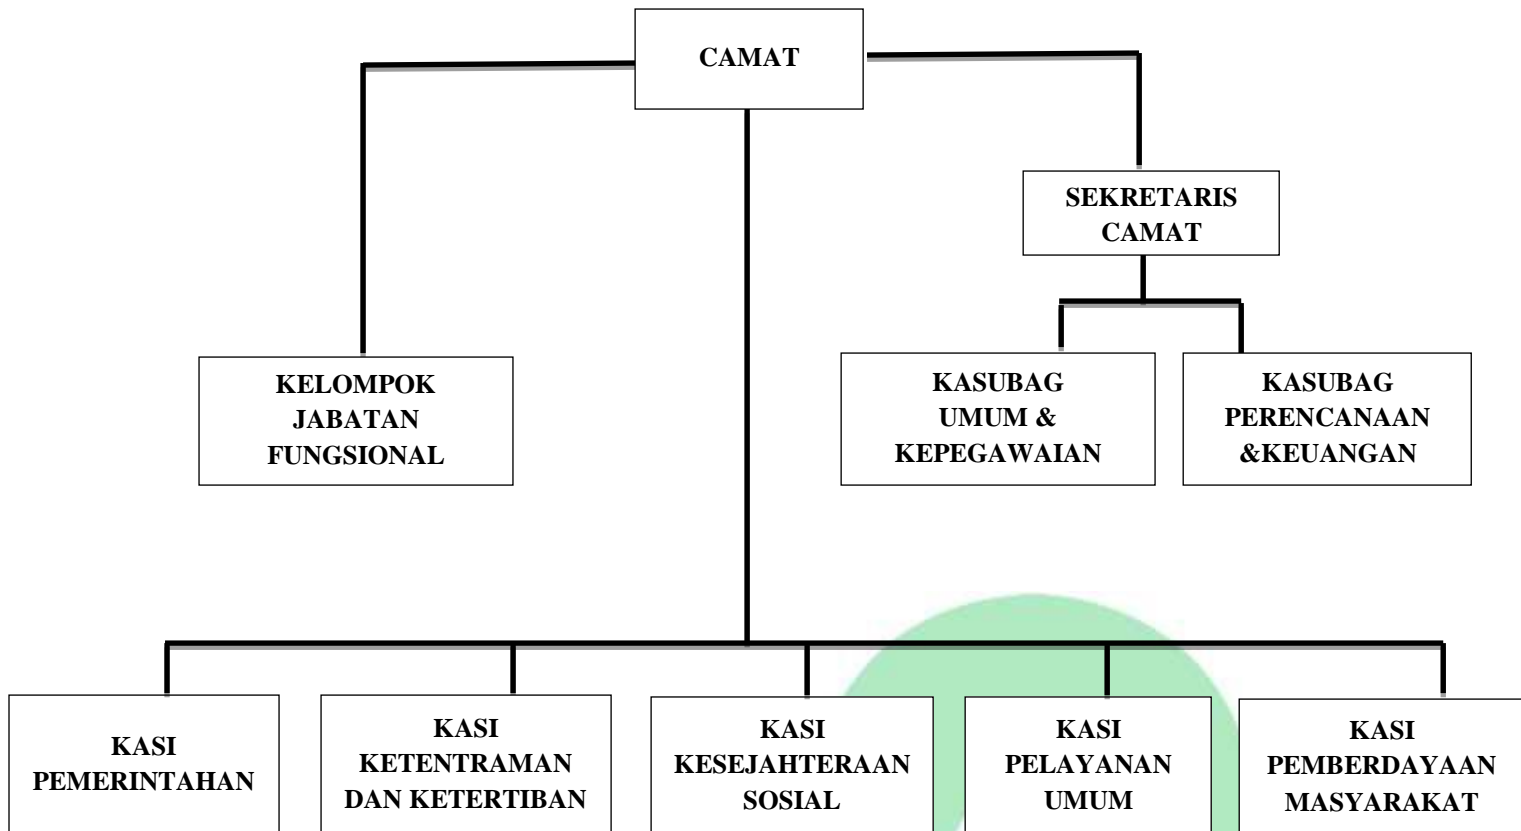 CAMAT
SEKRETARIS
CAMAT
KELOMPOK
JABATAN
FUNGSIONAL
KASUBAG
UMUM &
KEPEGAWAIAN
KASUBAG
PERENCANAAN
&KEUANGAN
KASI
PEMERINTAHAN
KASI
KETENTRAMAN
DAN KETERTIBAN
KASI
KESEJAHTERAAN
SOSIAL
KASI
PELAYANAN
UMUM
KASI
PEMBERDAYAAN
MASYARAKAT